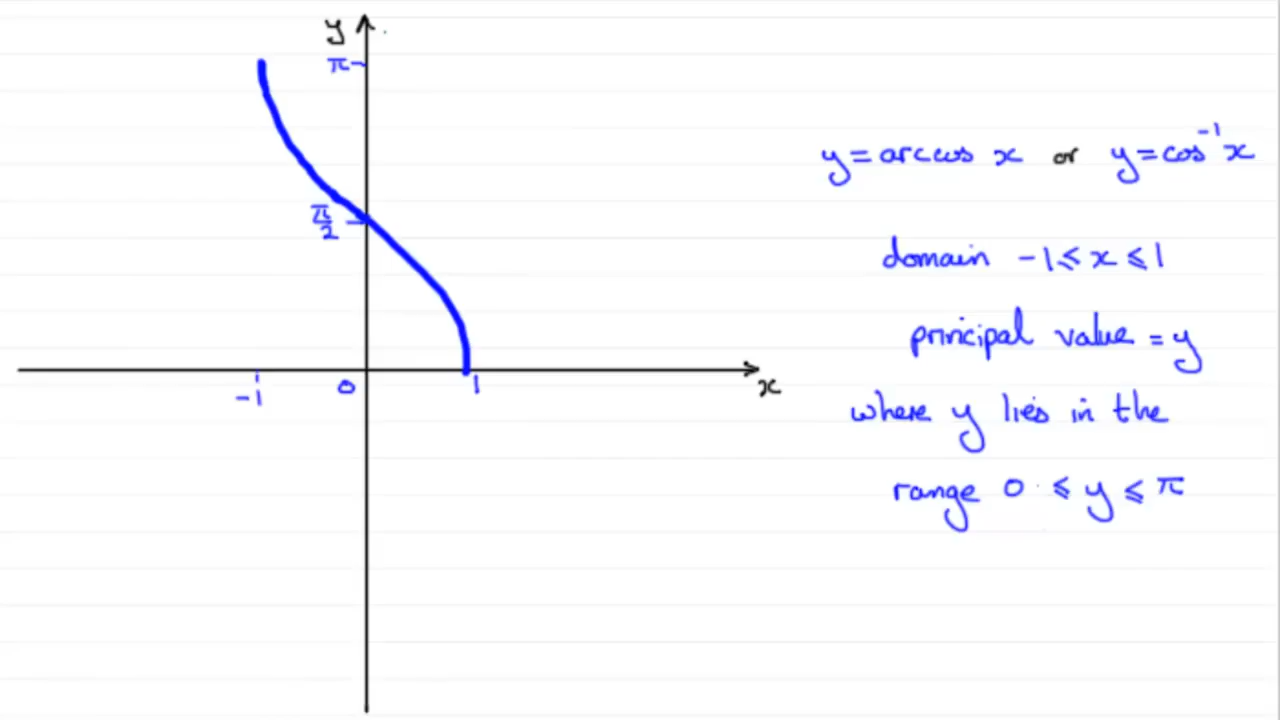 y
π
π/2
-1
0
1
x
y = arccos x or y = cos⁻¹x
domain -1 ≤ x ≤ 1
principal value = y
where y lies in the
range 0 ≤ y ≤ π